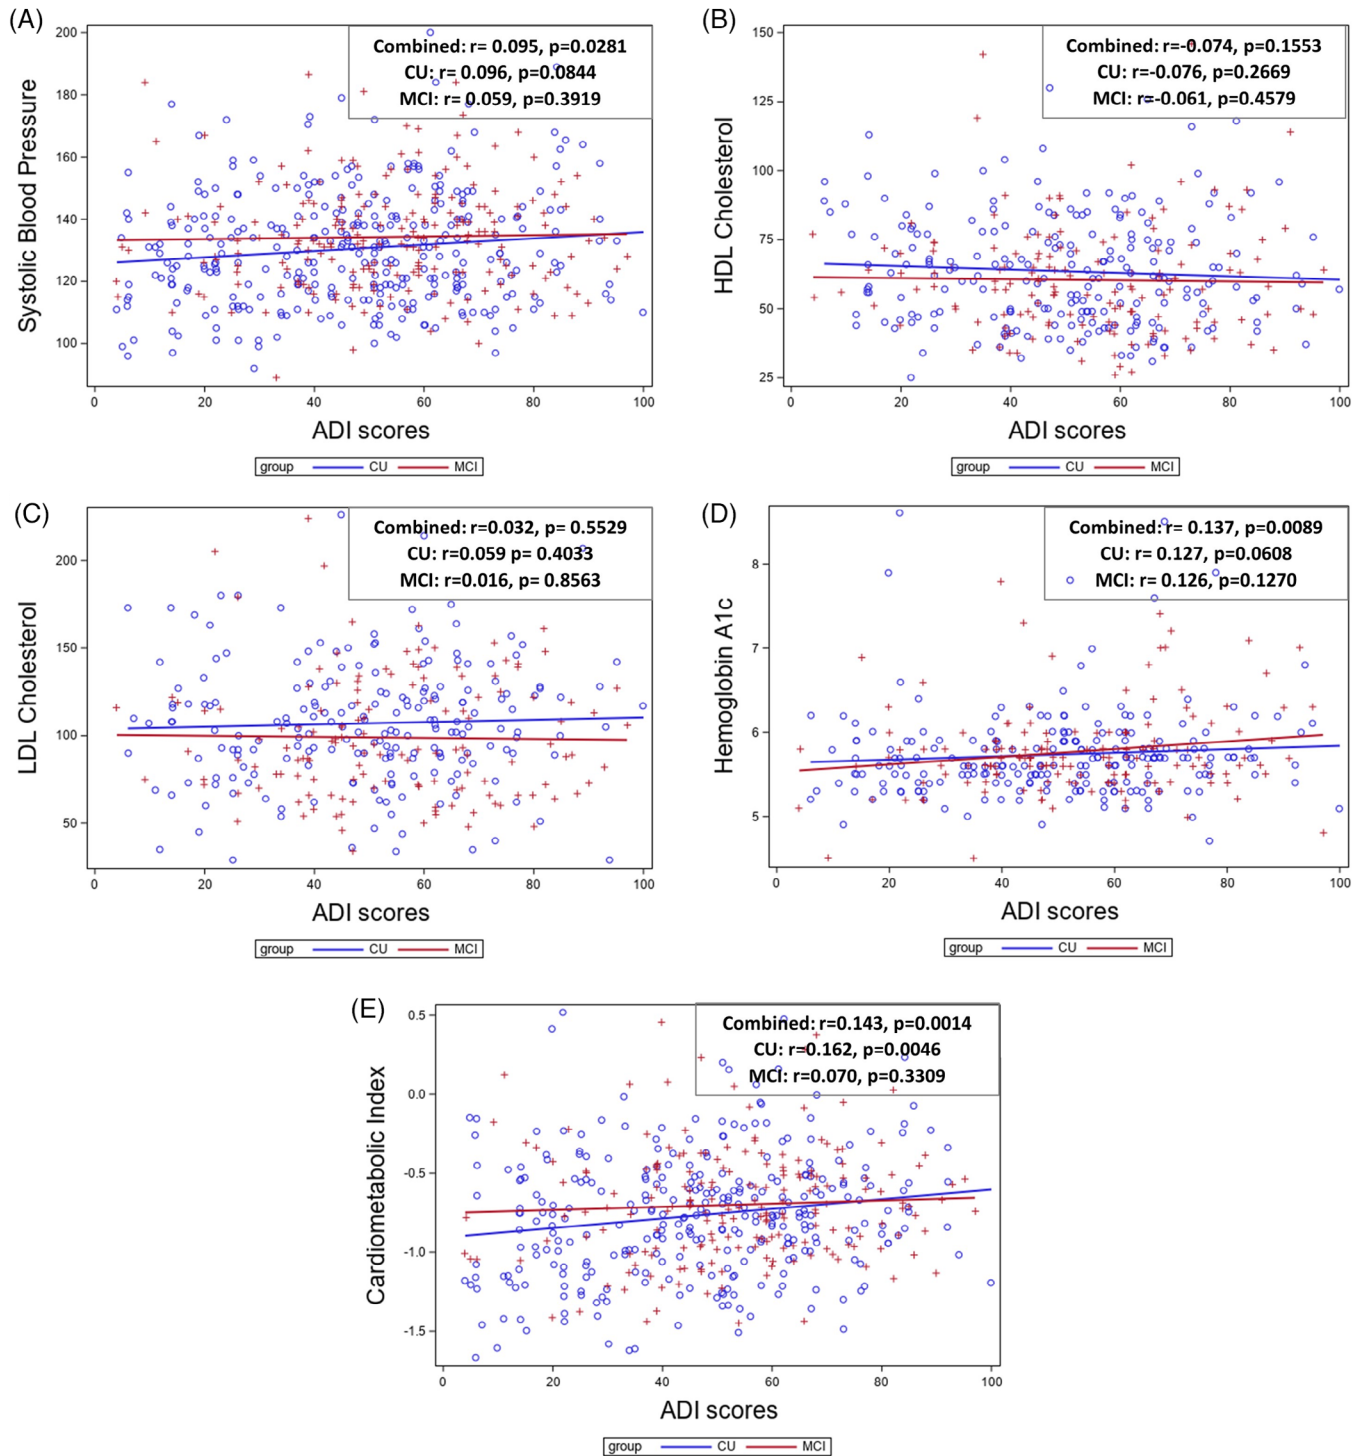 (A)
Combined: r= 0.095, p=0.0281
CU: r= 0.096, p=0.0844
MCI: r= 0.059, p=0.3919
200
180
160
140
120
100
Systolic Blood Pressure
0 20 40 60 80 100
ADI scores
group CU MCI
(B)
Combined: r=-0.074, p=0.1553
CU: r=-0.076, p=0.2669
MCI: r=-0.061, p=0.4579
150
125
100
75
50
25
HDL Cholesterol
0 20 40 60 80 100
ADI scores
group CU MCI
(C)
Combined: r=0.032, p= 0.5529
CU: r=0.059 p= 0.4033
MCI: r=0.016, p= 0.8563
200
150
100
50
LDL Cholesterol
0 20 40 60 80 100
ADI scores
group CU MCI
(D)
Combined: r= 0.137, p=0.0089
CU: r= 0.127, p=0.0608
MCI: r= 0.126, p=0.1270
8
7
6
5
Hemoglobin A1c
0 20 40 60 80 100
ADI scores
group CU MCI
(E)
Combined: r=0.143, p=0.0014
CU: r=0.162, p=0.0046
MCI: r=0.070, p=0.3309
0.5
0.0
-0.5
-1.0
-1.5
Cardiometabolic Index
0 20 40 60 80 100
ADI scores
group CU MCI